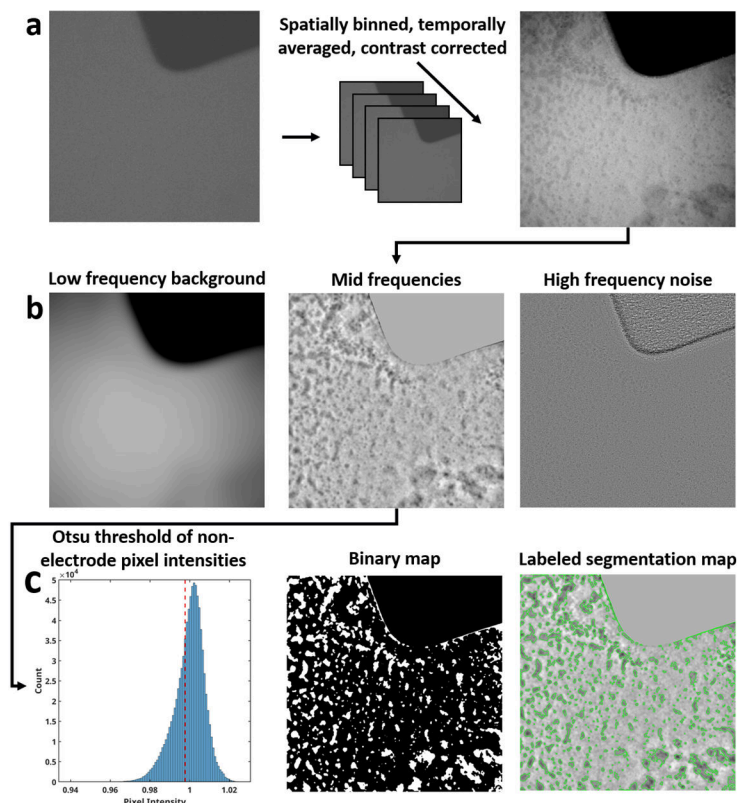 a
Spatially binned, temporally
averaged, contrast corrected
Low frequency background
Mid frequencies
High frequency noise
b
Otsu threshold of non-
electrode pixel intensities
Binary map
Labeled segmentation map
c
×10⁴
5
4.5
4
3.5
3
2.5
2
1.5
1
0.5
0
Count
0.94
0.96
0.98
1
1.02
Pixel Intensity